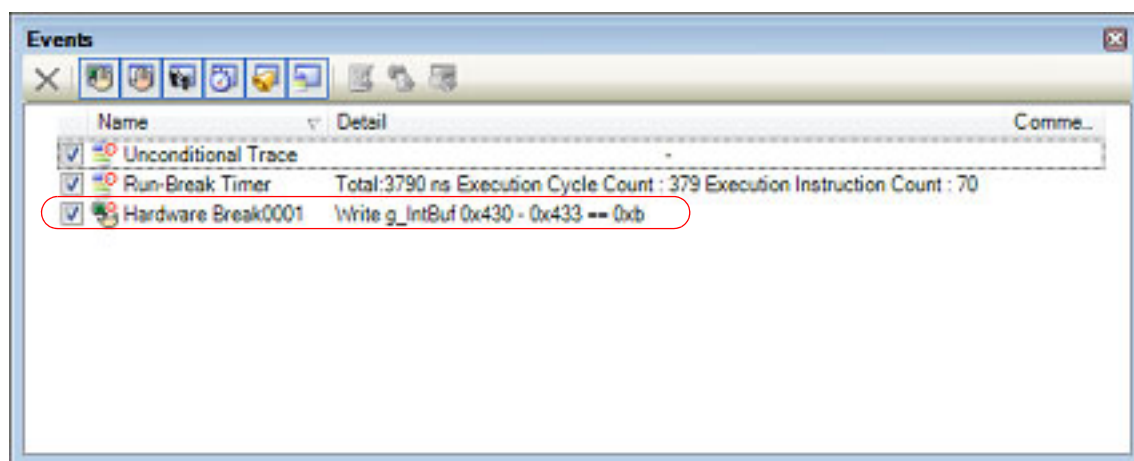 Events
Name Detail Comme...
Unconditional Trace -
Run-Break Timer Total:3790 ns Execution Cycle Count : 379 Execution Instruction Count : 70
Hardware Break0001 Write g_IntBuf 0x430 - 0x433 == 0xb